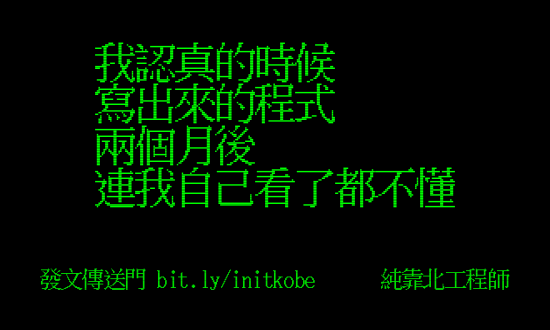 我認真的時候
寫出來的程式
兩個月後
連我自己看了都不懂
發文傳送門 bit.ly/initkobe 純靠北工程師